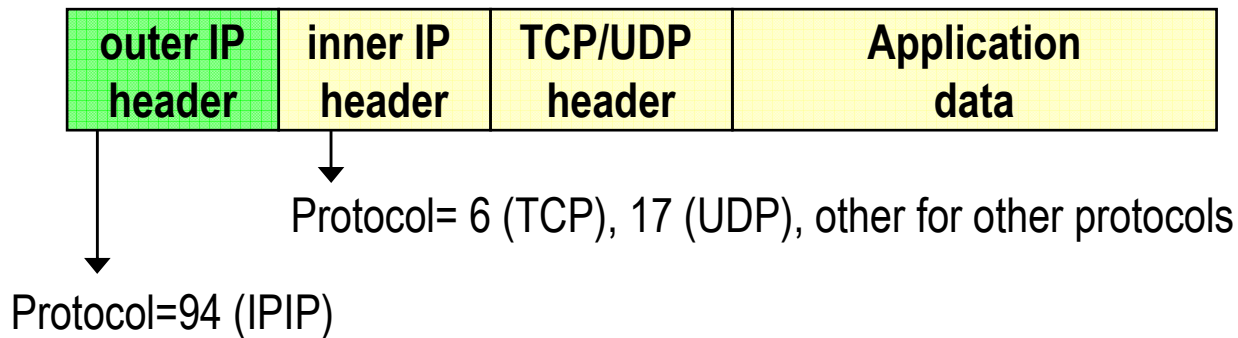 outer IP header
inner IP header
TCP/UDP header
Application data
Protocol= 6 (TCP), 17 (UDP), other for other protocols
Protocol=94 (IPIP)